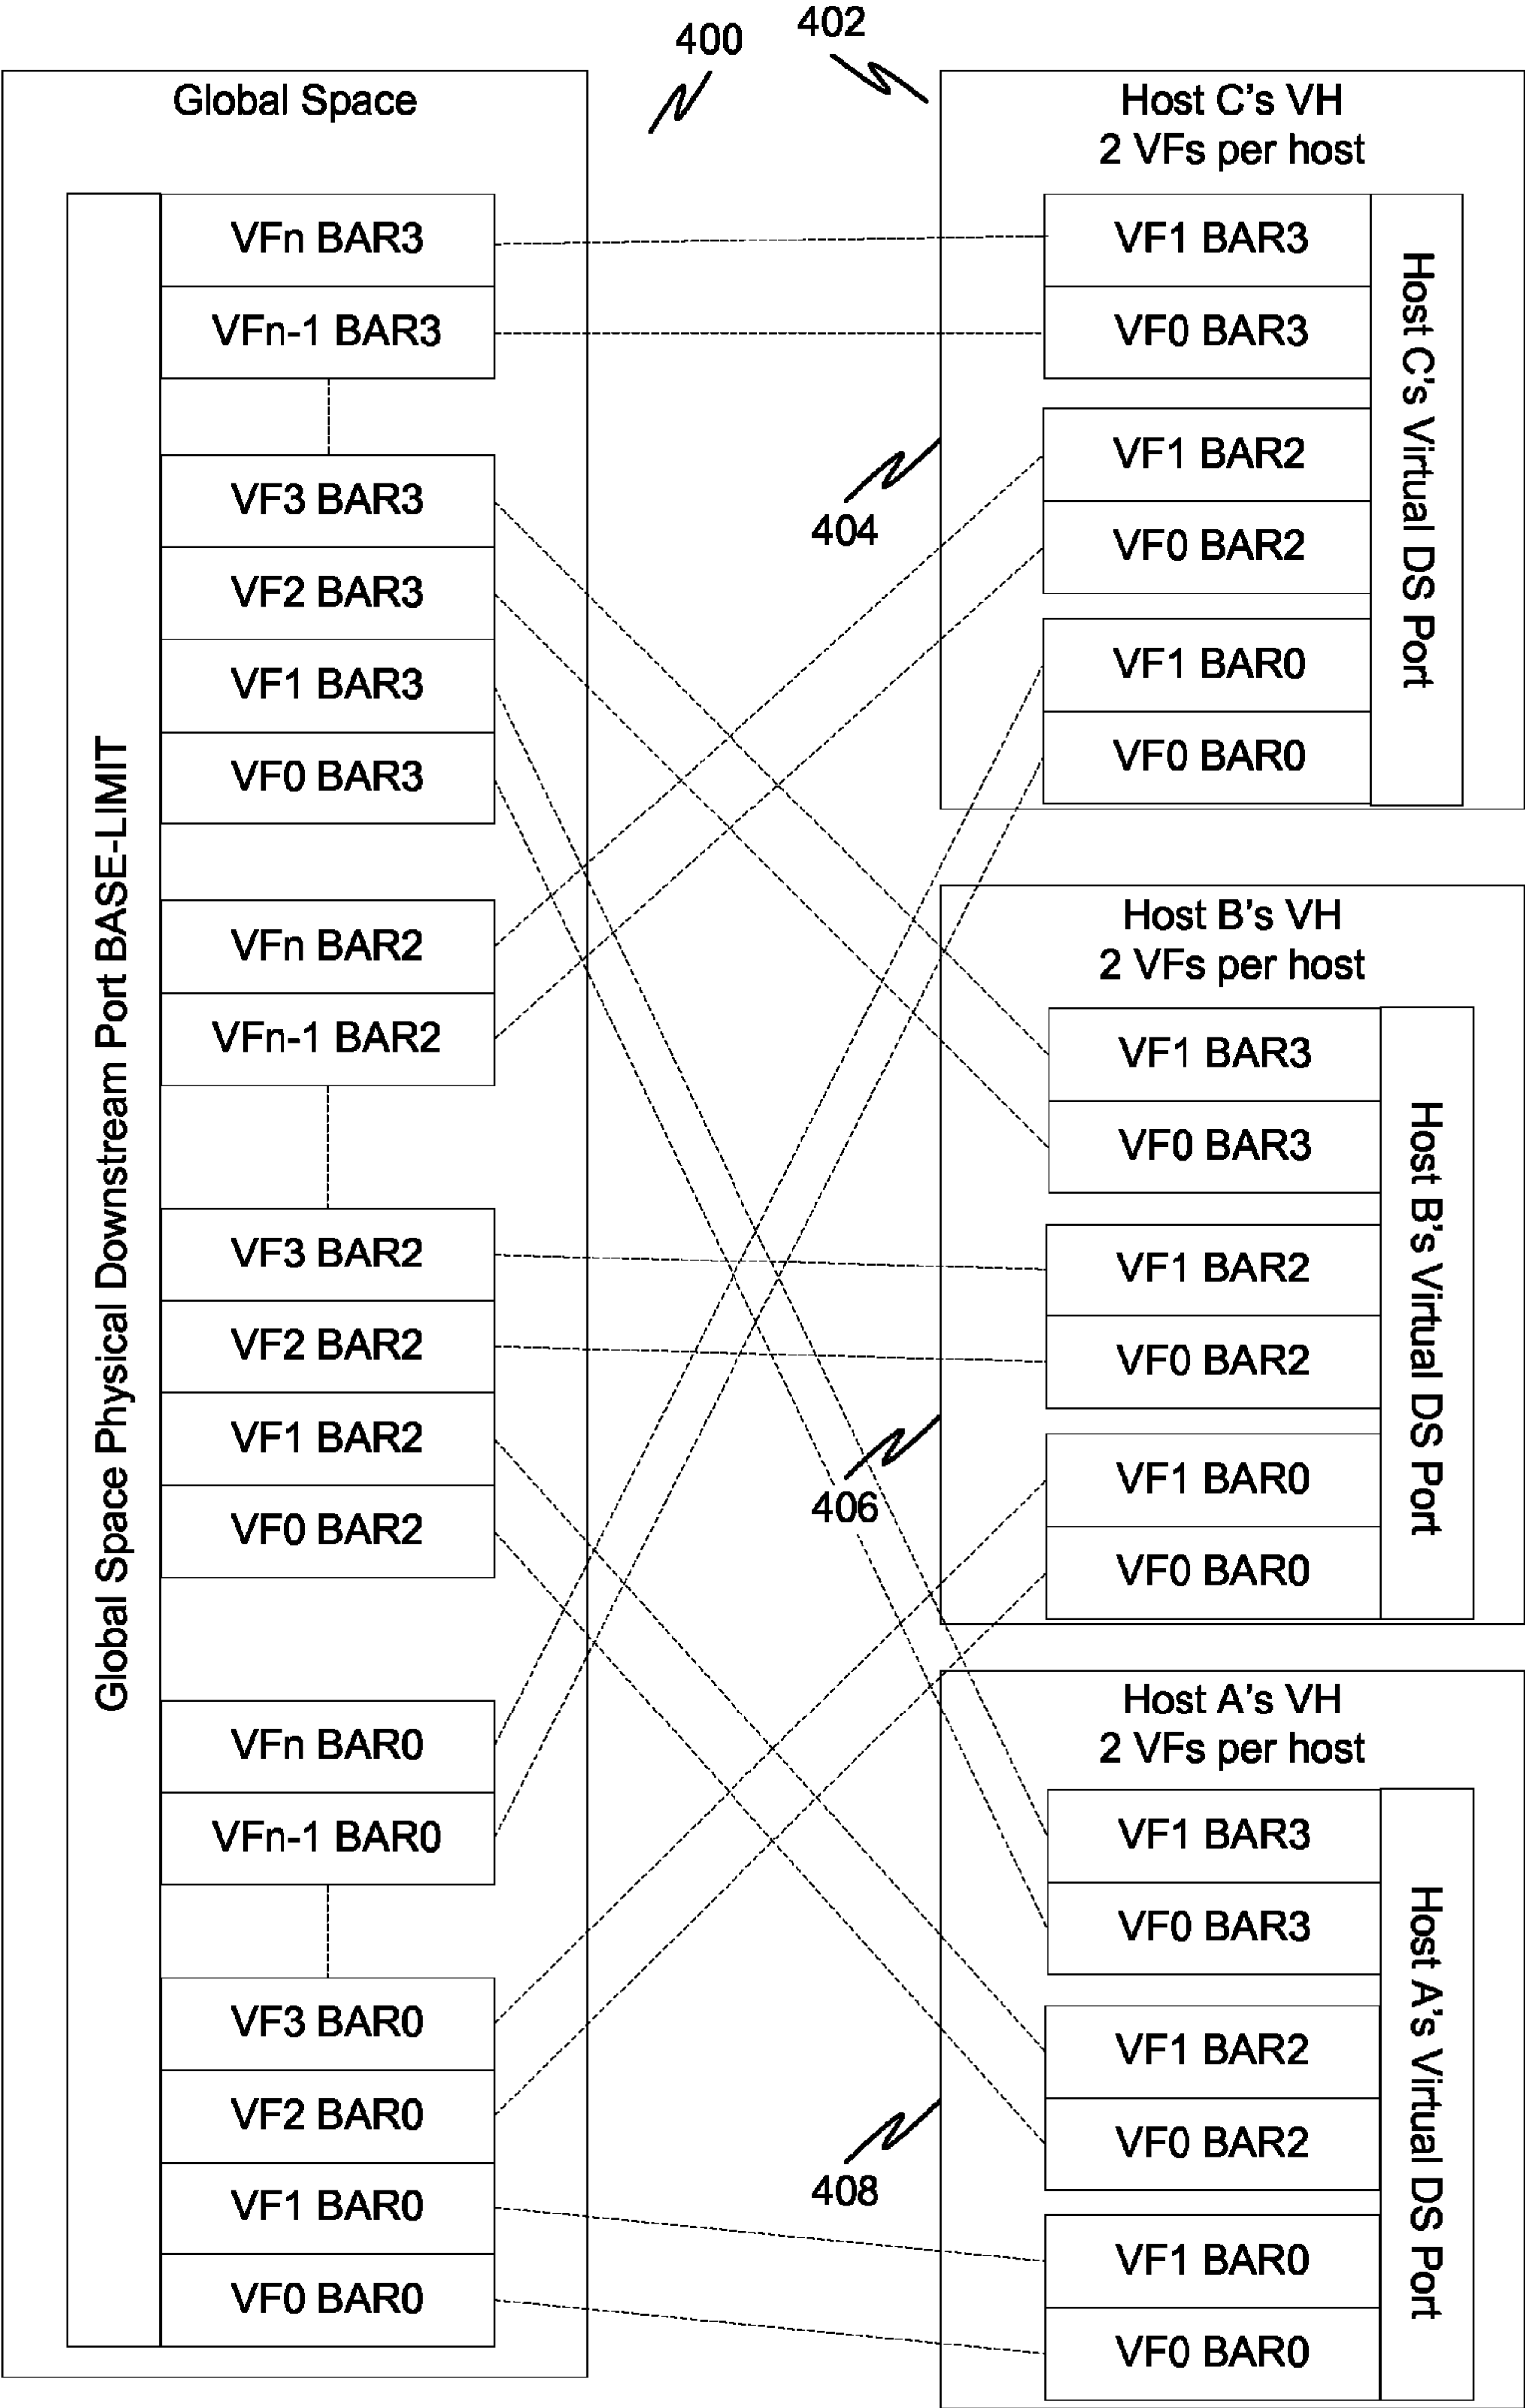 400
402
Global Space
Global Space Physical Downstream Port BASE-LIMIT
VFn BAR3
VFn-1 BAR3
VF3 BAR3
VF2 BAR3
VF1 BAR3
VF0 BAR3
VFn BAR2
VFn-1 BAR2
VF3 BAR2
VF2 BAR2
VF1 BAR2
VF0 BAR2
VFn BAR0
VFn-1 BAR0
VF3 BAR0
VF2 BAR0
VF1 BAR0
VF0 BAR0
404
406
408
Host C's VH
2 VFs per host
VF1 BAR3
VF0 BAR3
VF1 BAR2
VF0 BAR2
VF1 BAR0
VF0 BAR0
Host C's Virtual DS Port
Host B's VH
2 VFs per host
VF1 BAR3
VF0 BAR3
VF1 BAR2
VF0 BAR2
VF1 BAR0
VF0 BAR0
Host B's Virtual DS Port
Host A's VH
2 VFs per host
VF1 BAR3
VF0 BAR3
VF1 BAR2
VF0 BAR2
VF1 BAR0
VF0 BAR0
Host A's Virtual DS Port